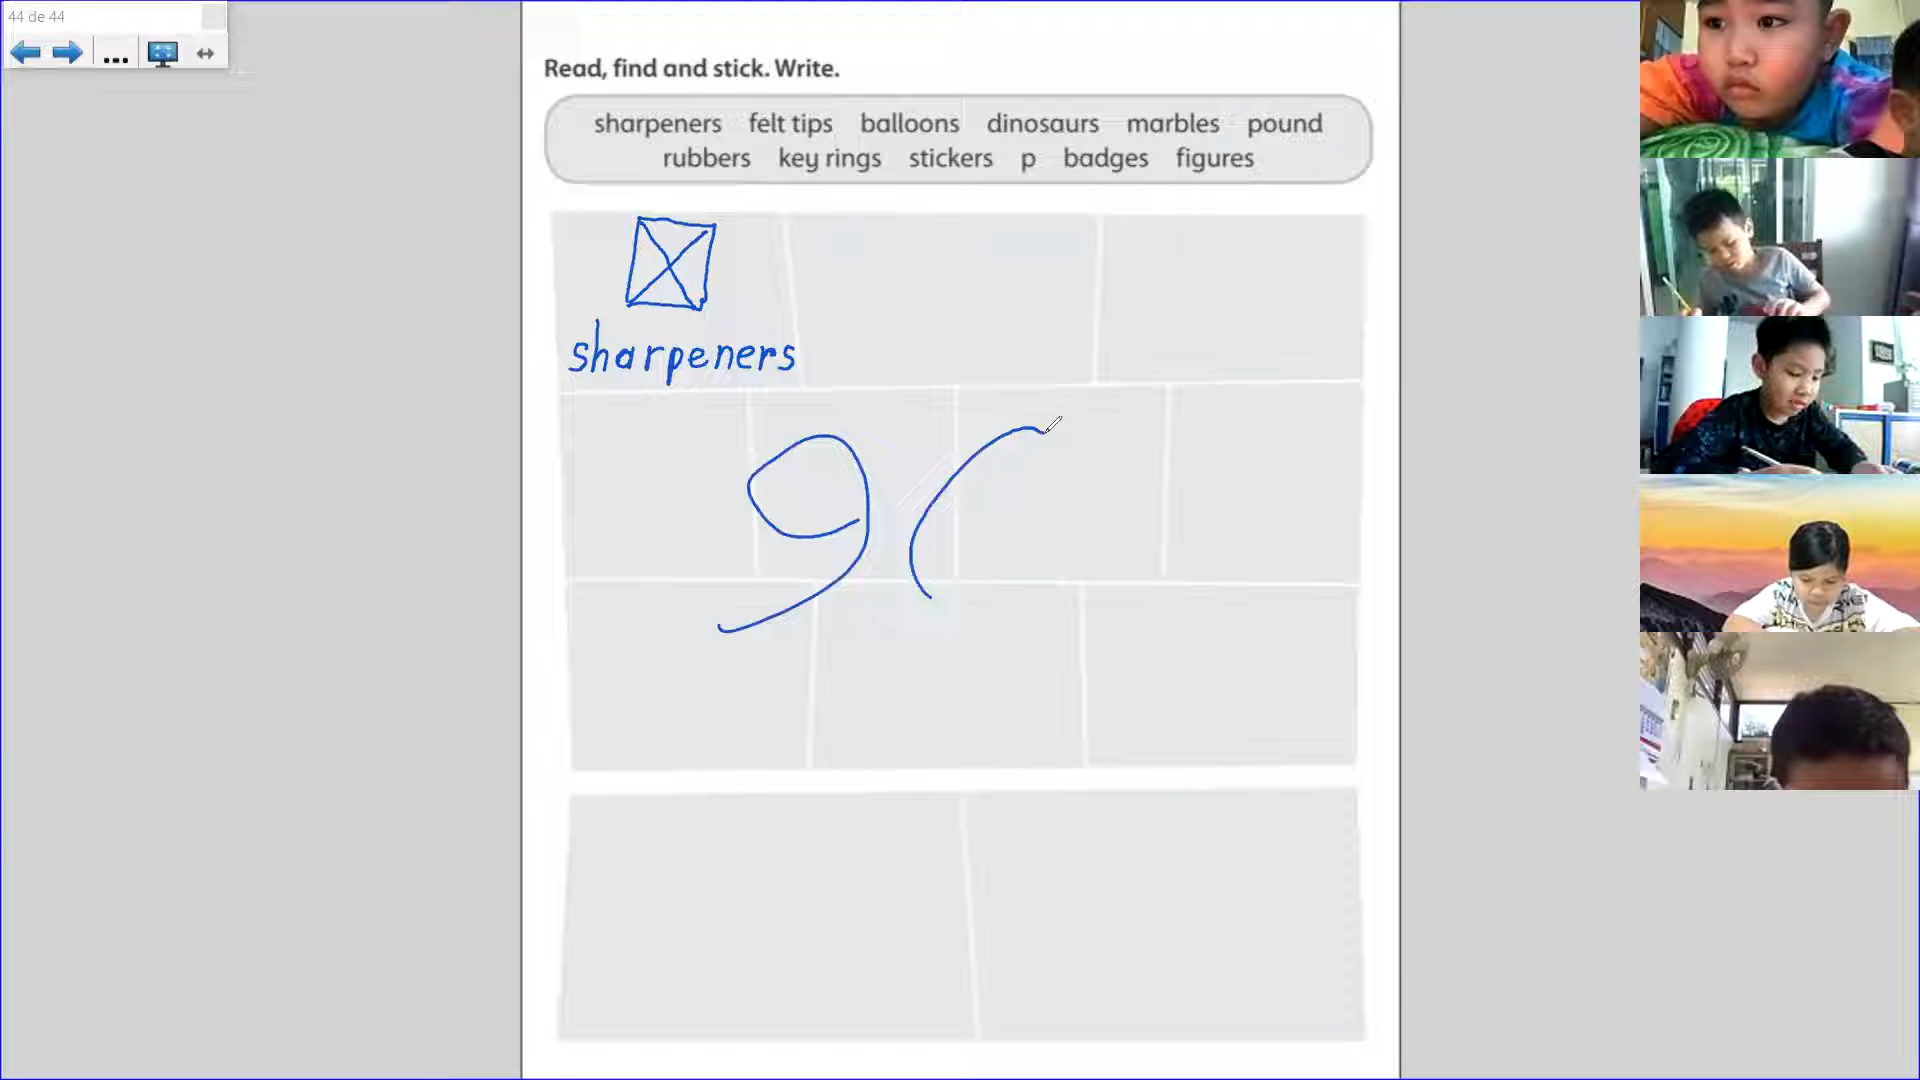 44 de 44
Read, find and stick. Write.
sharpeners felt tips balloons dinosaurs marbles pound
rubbers key rings stickers p badges figures
sharpeners
9